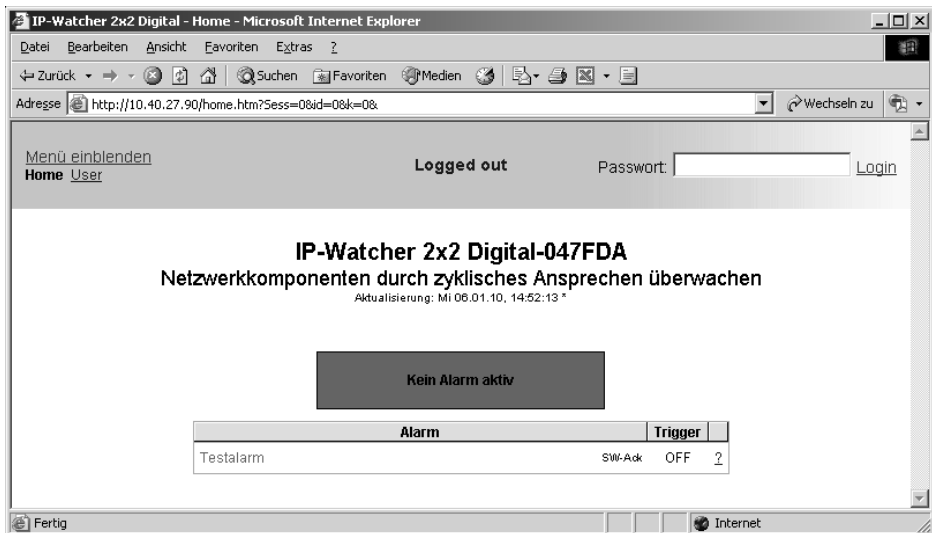 IP-Watcher 2x2 Digital - Home - Microsoft Internet Explorer
Datei Bearbeiten Ansicht Favoriten Extras ?
Zurück Suchen Favoriten Medien
Adresse http://10.40.27.90/home.htm?Sess=0&id=0&k=0& Wechseln zu
Menü einblenden
Home User
Logged out
Passwort: Login
IP-Watcher 2x2 Digital-047FDA
Netzwerkkomponenten durch zyklisches Ansprechen überwachen
Aktualisierung: Mi 06.01.10, 14:52:13 *
Kein Alarm aktiv
Alarm Trigger
Testalarm SW-Ack OFF ?
Fertig Internet